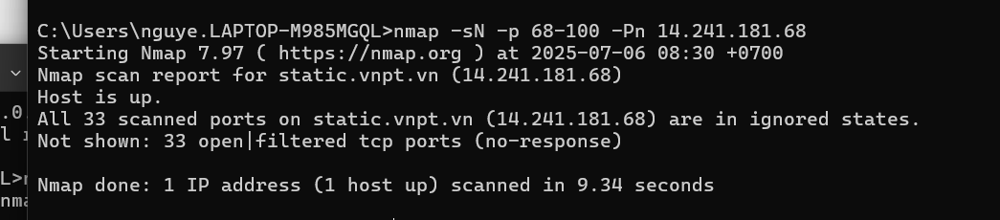 C:\Users\nguye.LAPTOP-M985MGQL>nmap -sN -p 68-100 -Pn 14.241.181.68
Starting Nmap 7.97 ( https://nmap.org ) at 2025-07-06 08:30 +0700
Nmap scan report for static.vnpt.vn (14.241.181.68)
Host is up.
All 33 scanned ports on static.vnpt.vn (14.241.181.68) are in ignored states.
Not shown: 33 open|filtered tcp ports (no-response)
Nmap done: 1 IP address (1 host up) scanned in 9.34 seconds
.0
L>